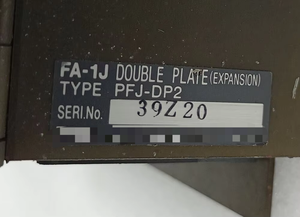 FA-1J DOUBLE PLATE(EXPANSION)
TYPE PFJ-DP2
SERI.No. 39Z20